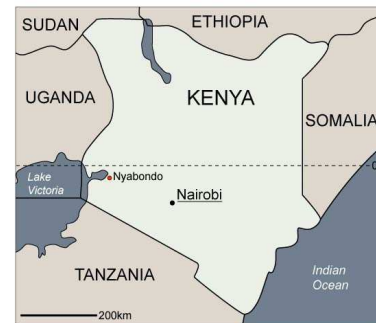 SUDAN
ETHIOPIA
UGANDA
KENYA
SOMALIA
Lake
Victoria
Nyabondo
Nairobi
TANZANIA
Indian
Ocean
200km